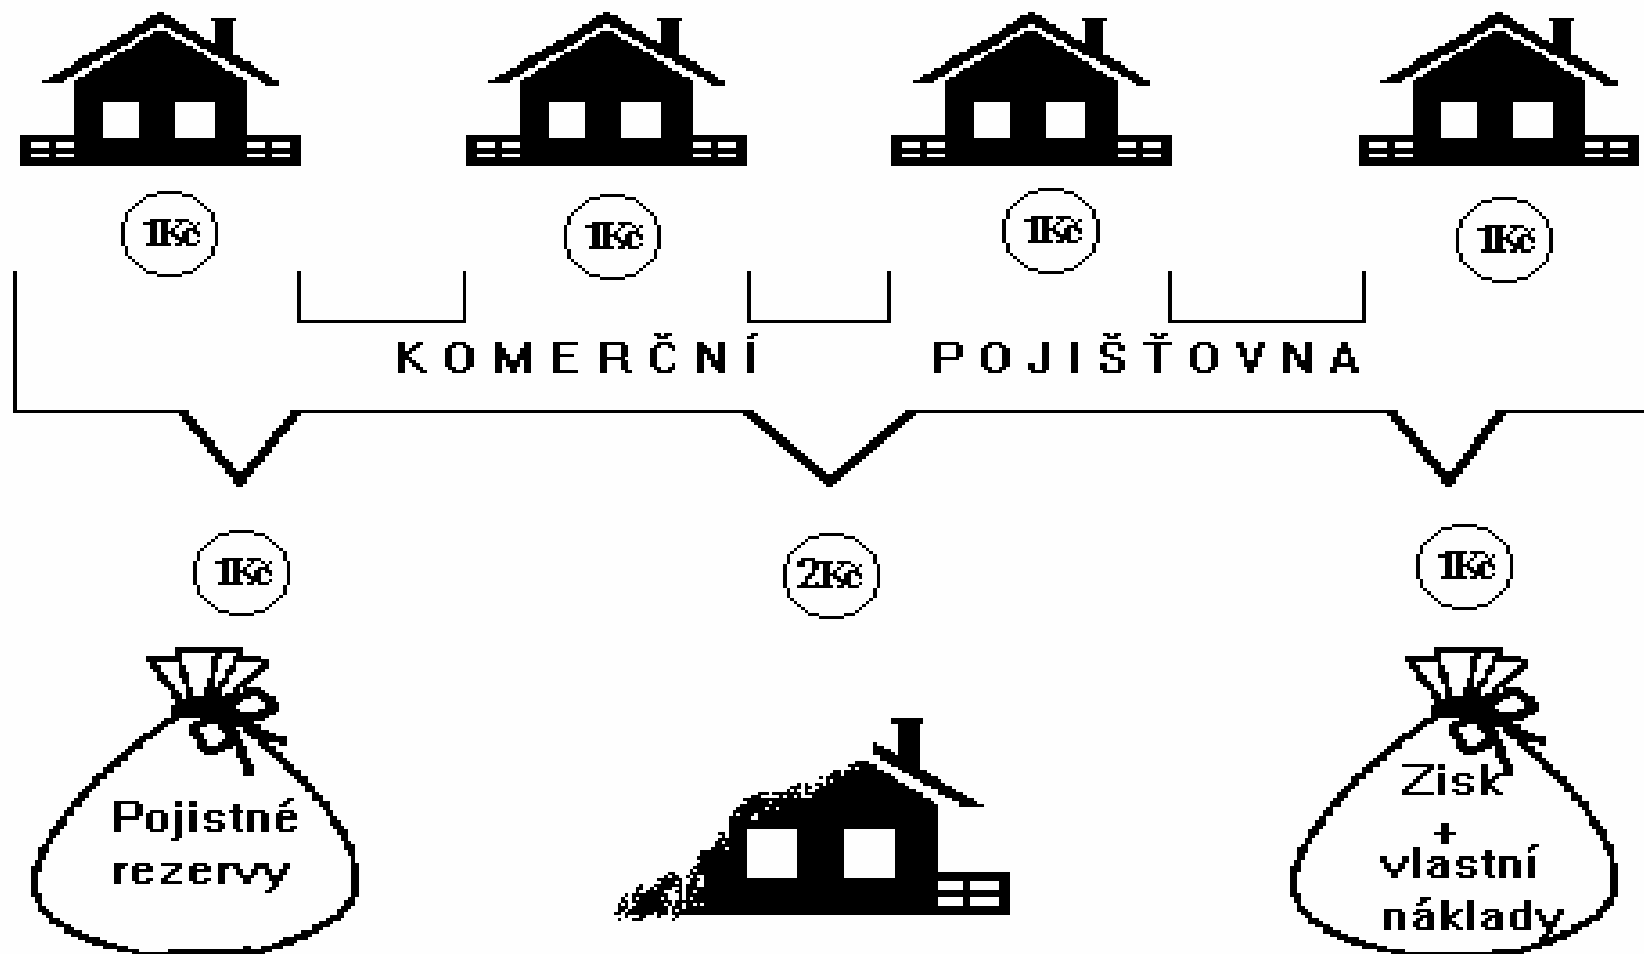 1Kč 1Kč 1Kč 1Kč
KOMERČNÍ POJIŠŤOVNA
1Kč 2Kč 1Kč
Pojistné
rezervy
Zisk
+
vlastní
náklady